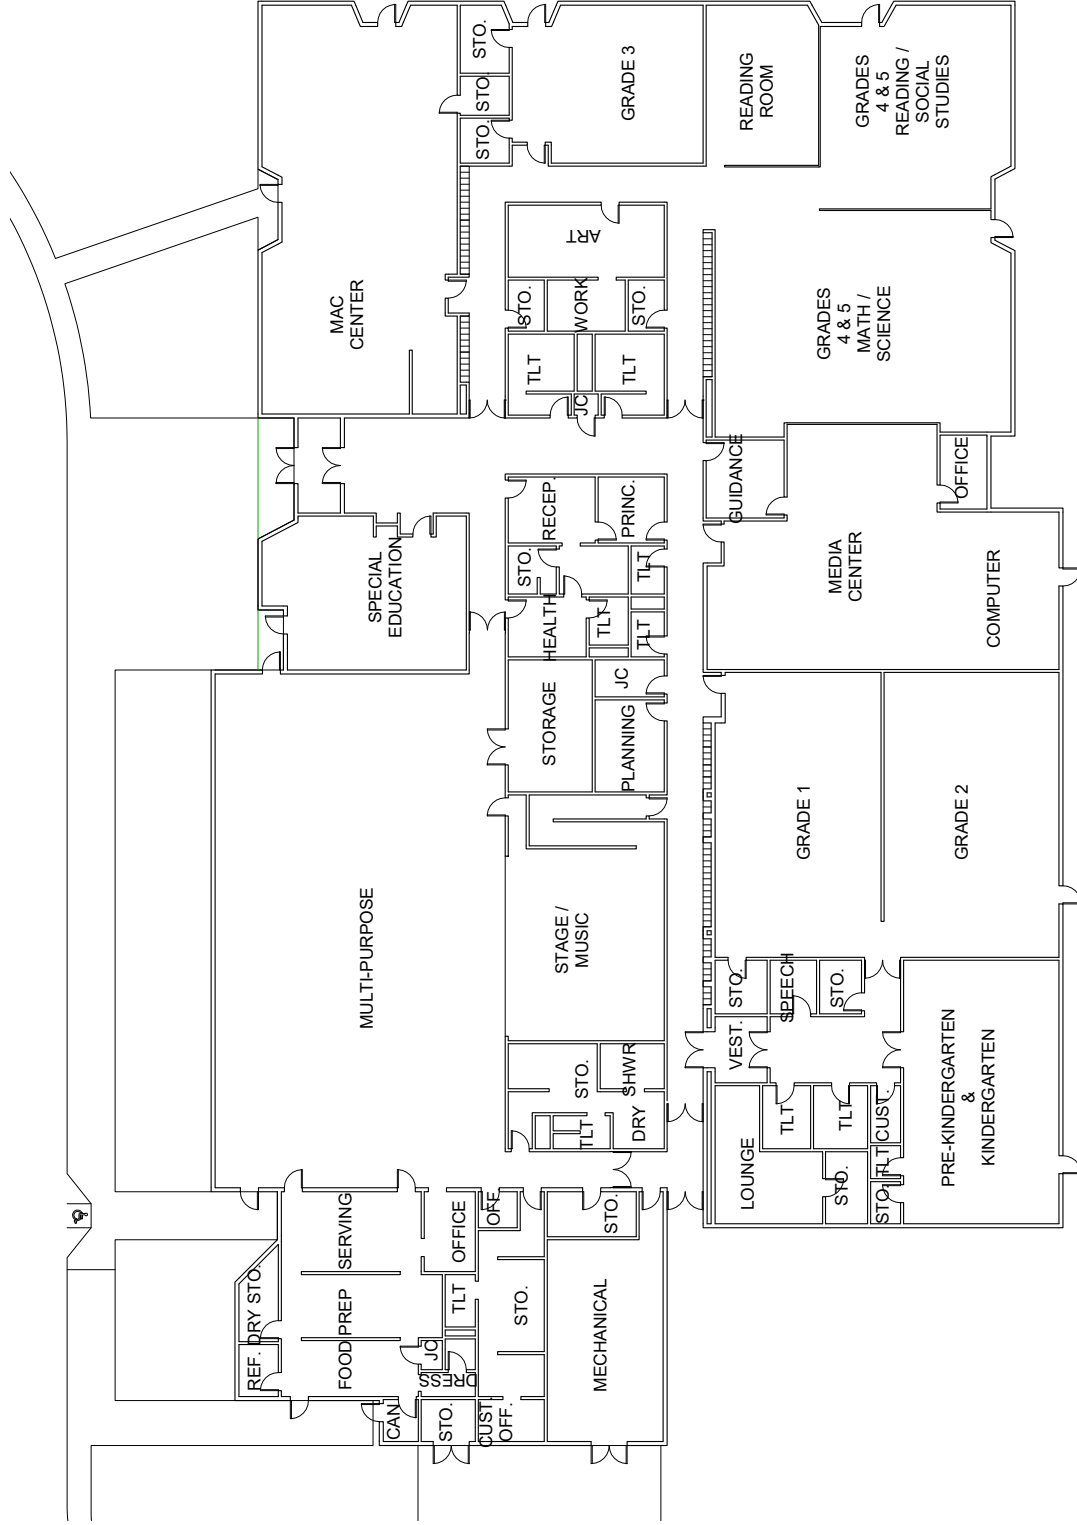 STO.
STO.
STO.
GRADE 3
READING
ROOM
GRADES
4 & 5
READING /
SOCIAL
STUDIES
MAC
CENTER
ART
STO.
WORK
STO.
TLT
TLT
JC
GRADES
4 & 5
MATH /
SCIENCE
GUIDANCE
OFFICE
SPECIAL
EDUCATION
RECEP.
PRINC.
STO.
TLT
HEALTH
TLT
TLT
MEDIA
CENTER
COMPUTER
STORAGE
JC
PLANNING
GRADE 1
GRADE 2
MULTI-PURPOSE
STAGE /
MUSIC
STO.
SPEECH
STO.
VEST.
STO.
SHWR
TLT
DRY
LOUNGE
TLT
TLT
CUST.
STO.
TLT
STO.
PRE-KINDERGARTEN
&
KINDERGARTEN
SERVING
OFFICE
OFF
STO.
DRY STO.
FOOD PREP
TLT
STO.
MECHANICAL
REF.
JC
DRESS
CAN
STO.
CUST.
OFF.